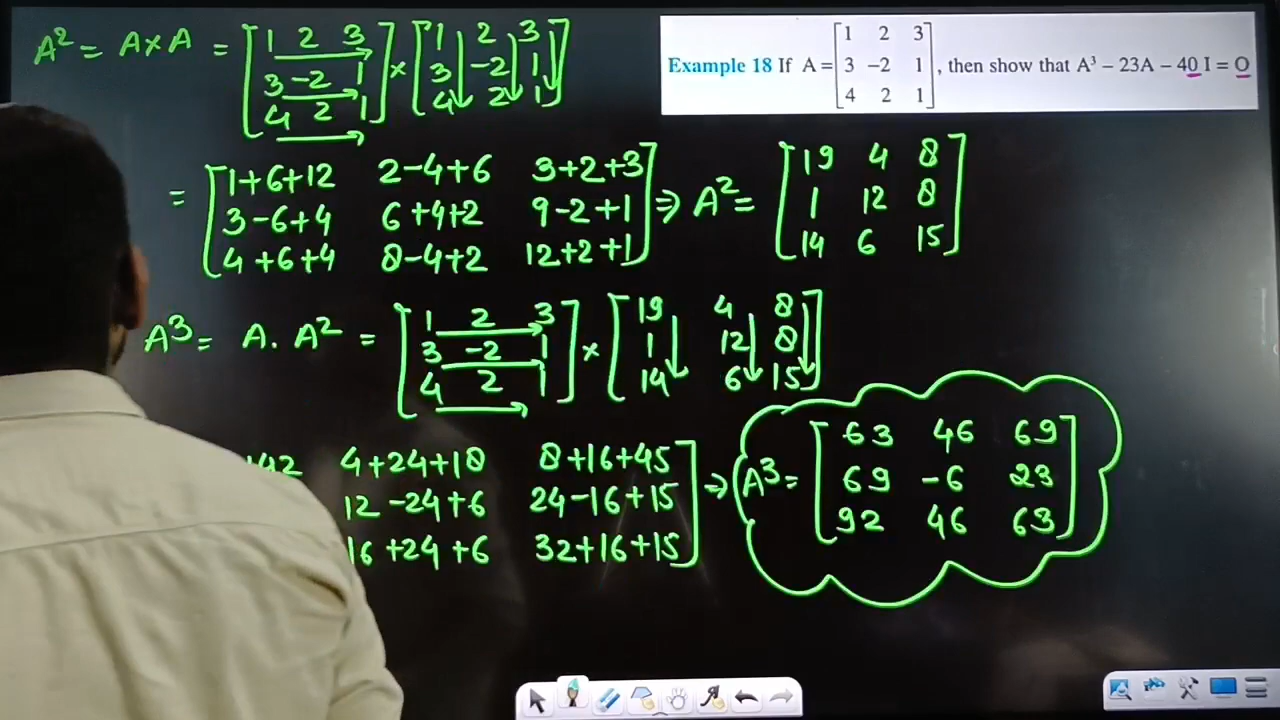 A² = A×A = [1 2 3 / 3 -2 1 / 4 2 1] × [1 2 3 / 3 -2 1 / 4 2 1]
Example 18 If A = [1 2 3 / 3 –2 1 / 4 2 1], then show that A³ – 23A – 40 I = O
= [1+6+12 2-4+6 3+2+3 / 3-6+4 6+4+2 9-2+1 / 4+6+4 8-4+2 12+2+1] ⇒ A² = [19 4 8 / 1 12 8 / 14 6 15]
A³ = A. A² = [1 2 3 / 3 -2 1 / 4 2 1] × [19 4 8 / 1 12 8 / 14 6 15]
+42 4+24+18 8+16+45
12-24+6 24-16+15
16+24+6 32+16+15
⇒ A³ = [63 46 69 / 69 -6 23 / 92 46 63]